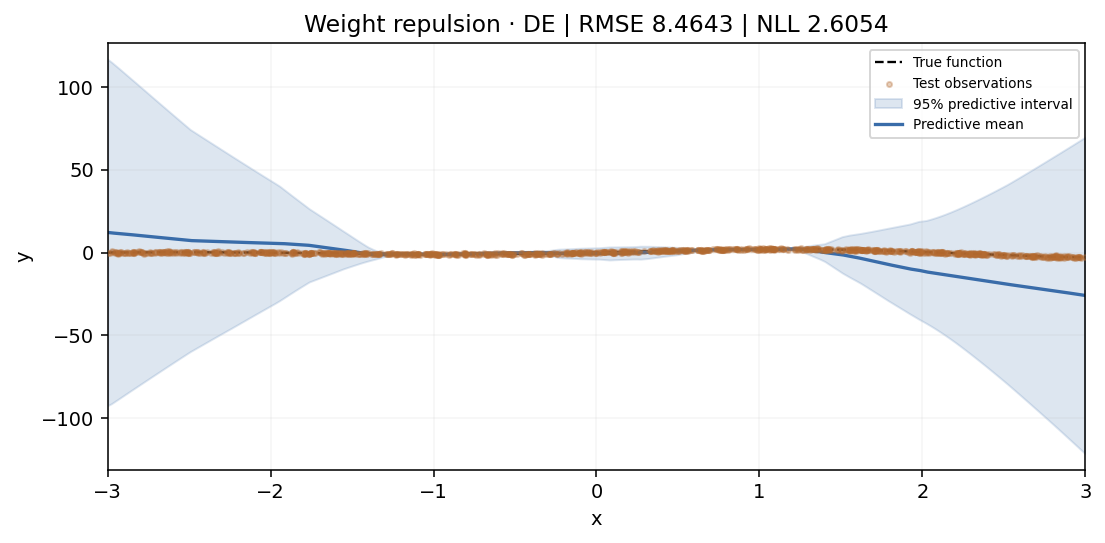 Weight repulsion · DE | RMSE 8.4643 | NLL 2.6054
True function
Test observations
95% predictive interval
Predictive mean
100
50
0
−50
−100
y
−3
−2
−1
0
1
2
3
x